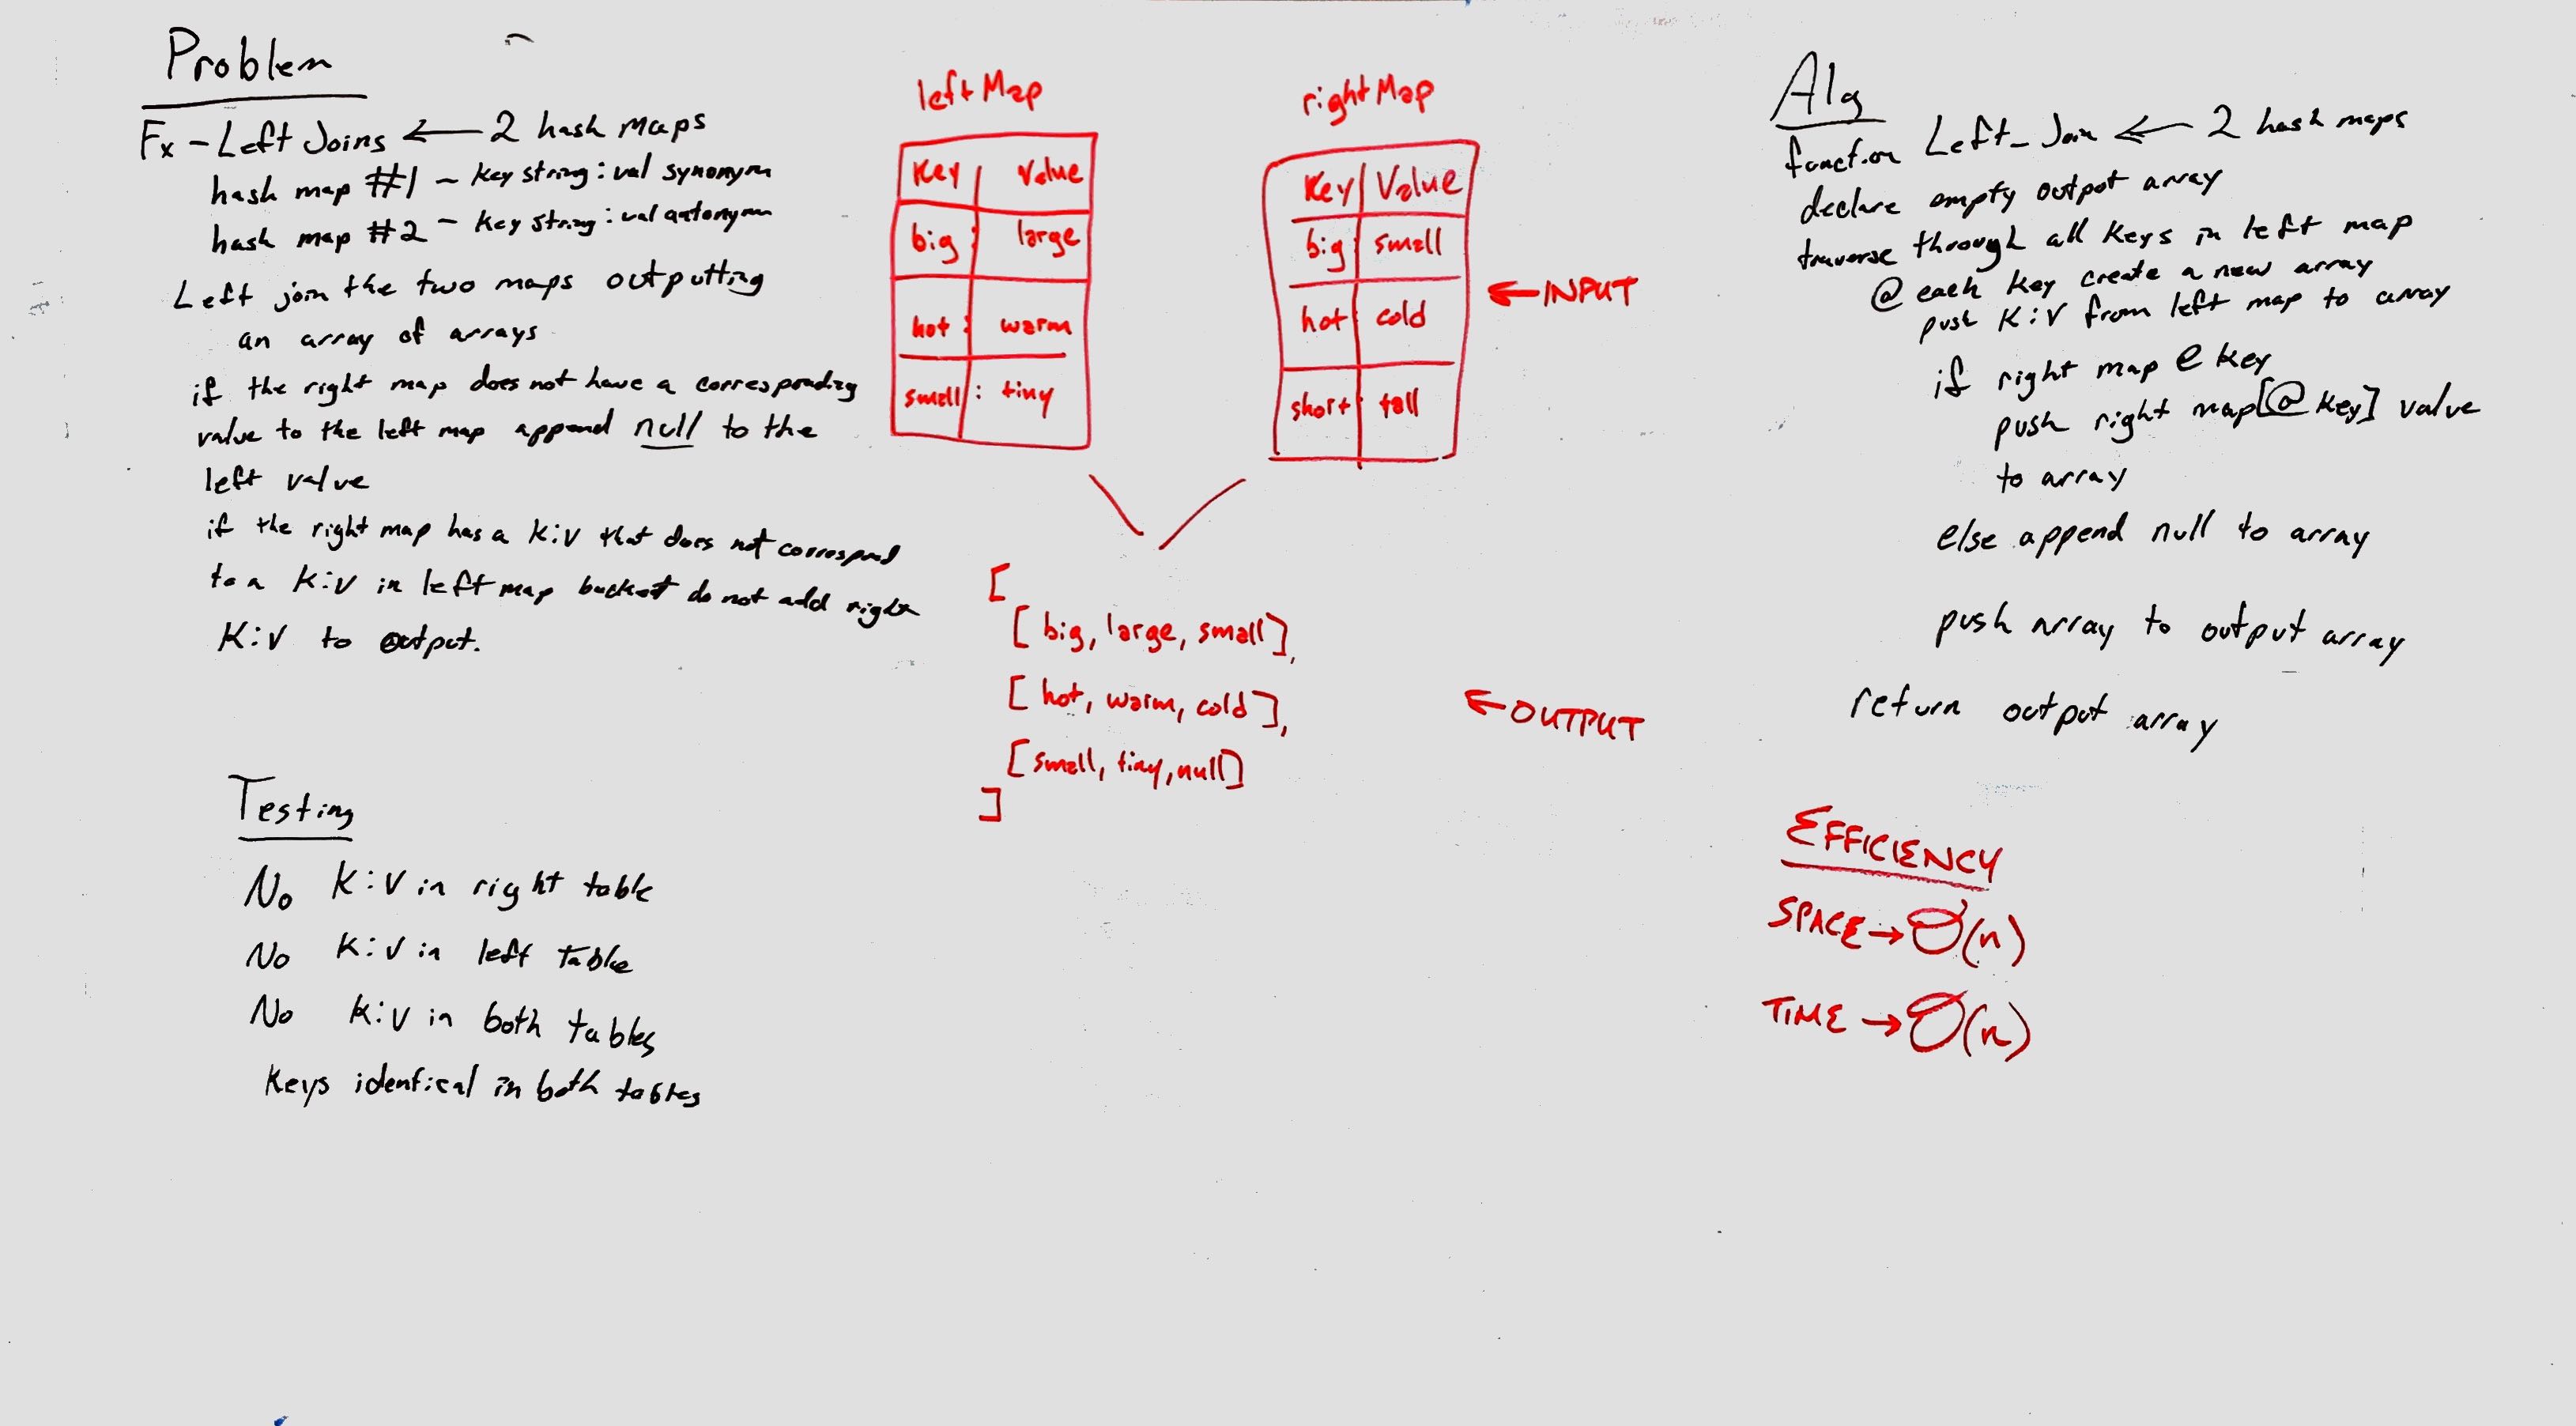 Problem
Fx - Left Joins ← 2 hash maps
hash map #1 - key string : val synonym
hash map #2 - key string : val antonym
Left join the two maps outputting
an array of arrays
if the right map does not have a corresponding
value to the left map append null to the
left value
if the right map has a K:V that does not correspond
to a K:V in left map bucket do not add right
K:V to output.
Testing
No K:V in right table
No K:V in left table
No K:V in both tables
Keys identical in both tables
leftMap
Key Value
big : large
hot : warm
small : tiny
rightMap
Key Value
big : small
hot : cold
short : tall
← INPUT
[
[big, large, small],
[hot, warm, cold],
[small, tiny, null]
]
← OUTPUT
Alg
function Left_Join ← 2 hash maps
declare empty output array
traverse through all keys in left map
@ each key create a new array
push K:V from left map to array
if right map @ key
push right map[@ key] value
to array
else append null to array
push array to output array
return output array
EFFICIENCY
SPACE → O(n)
TIME → O(n)